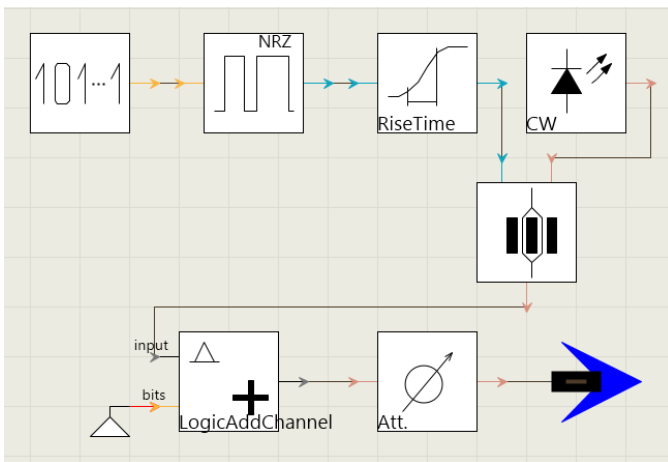 101...1
NRZ
RiseTime
CW
input
bits
LogicAddChannel
Att.